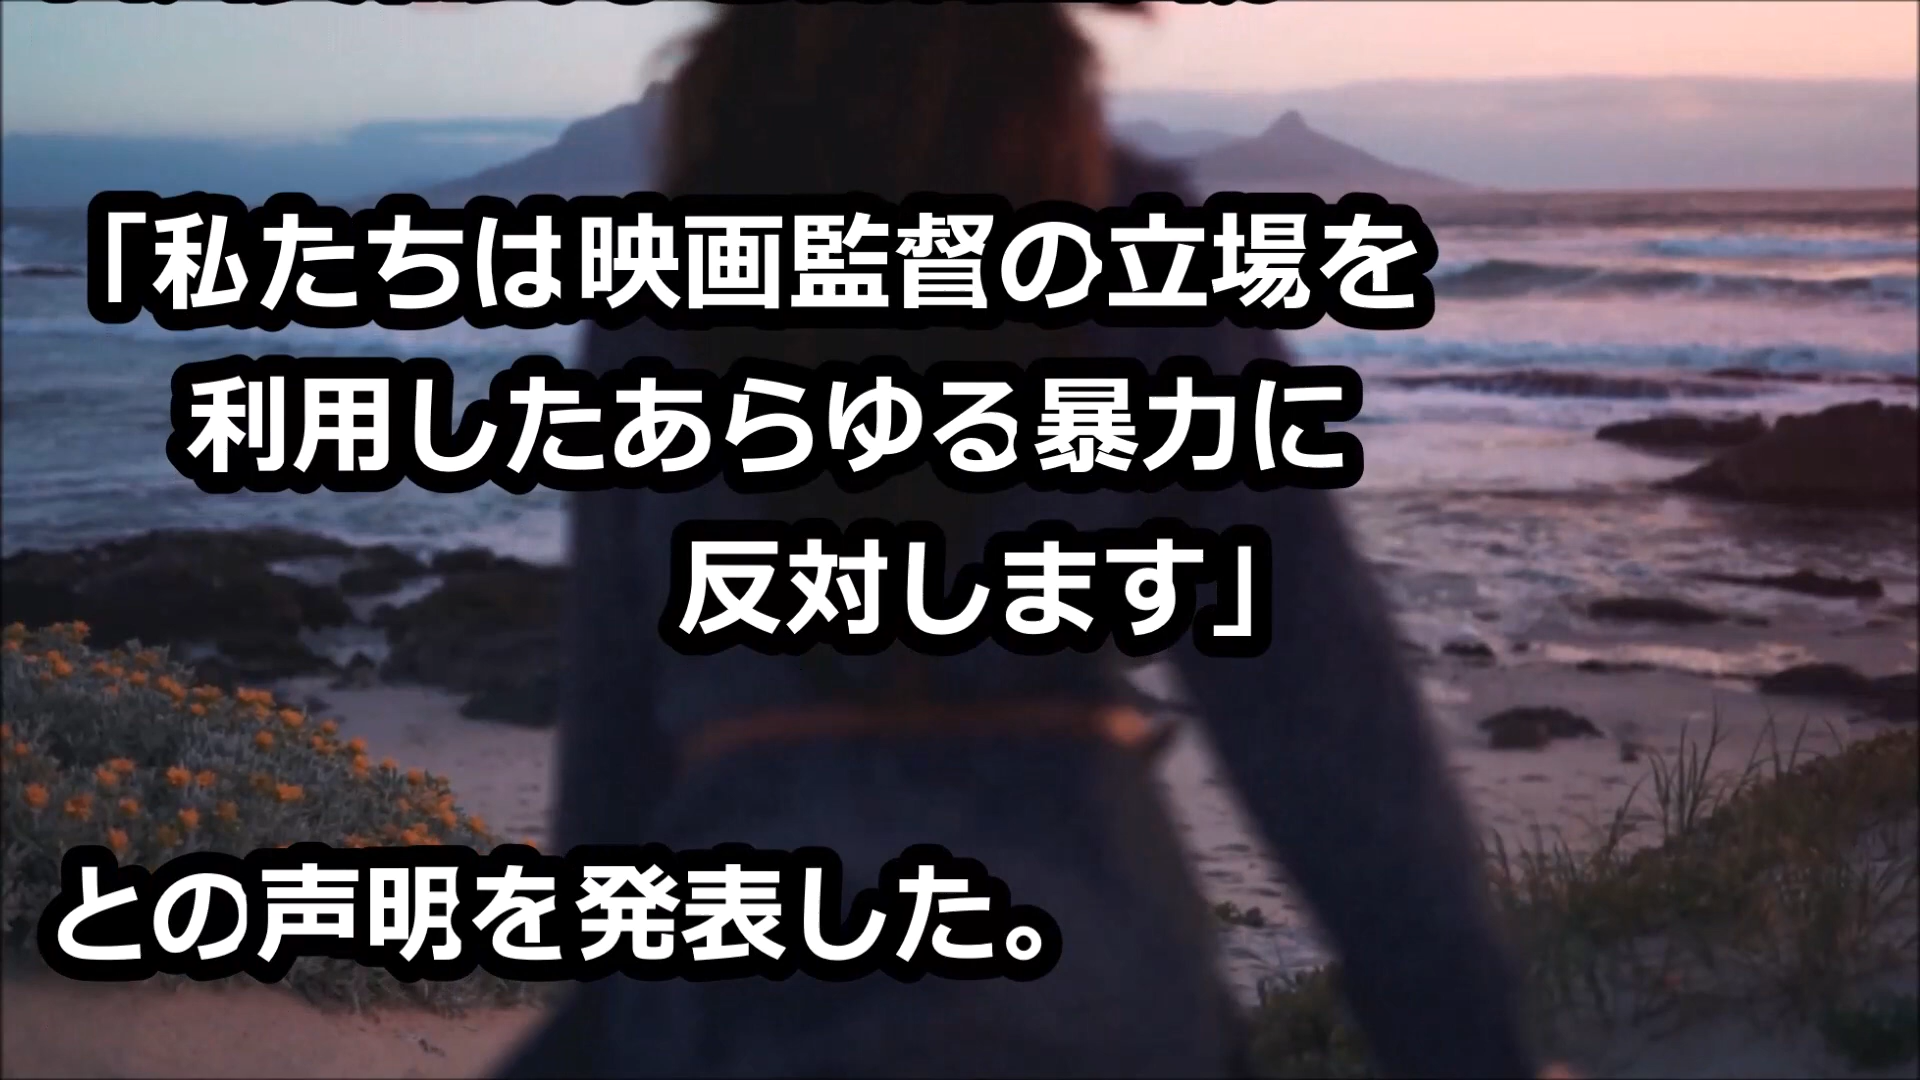 「私たちは映画監督の立場を
利用したあらゆる暴力に
反対します」
との声明を発表した。